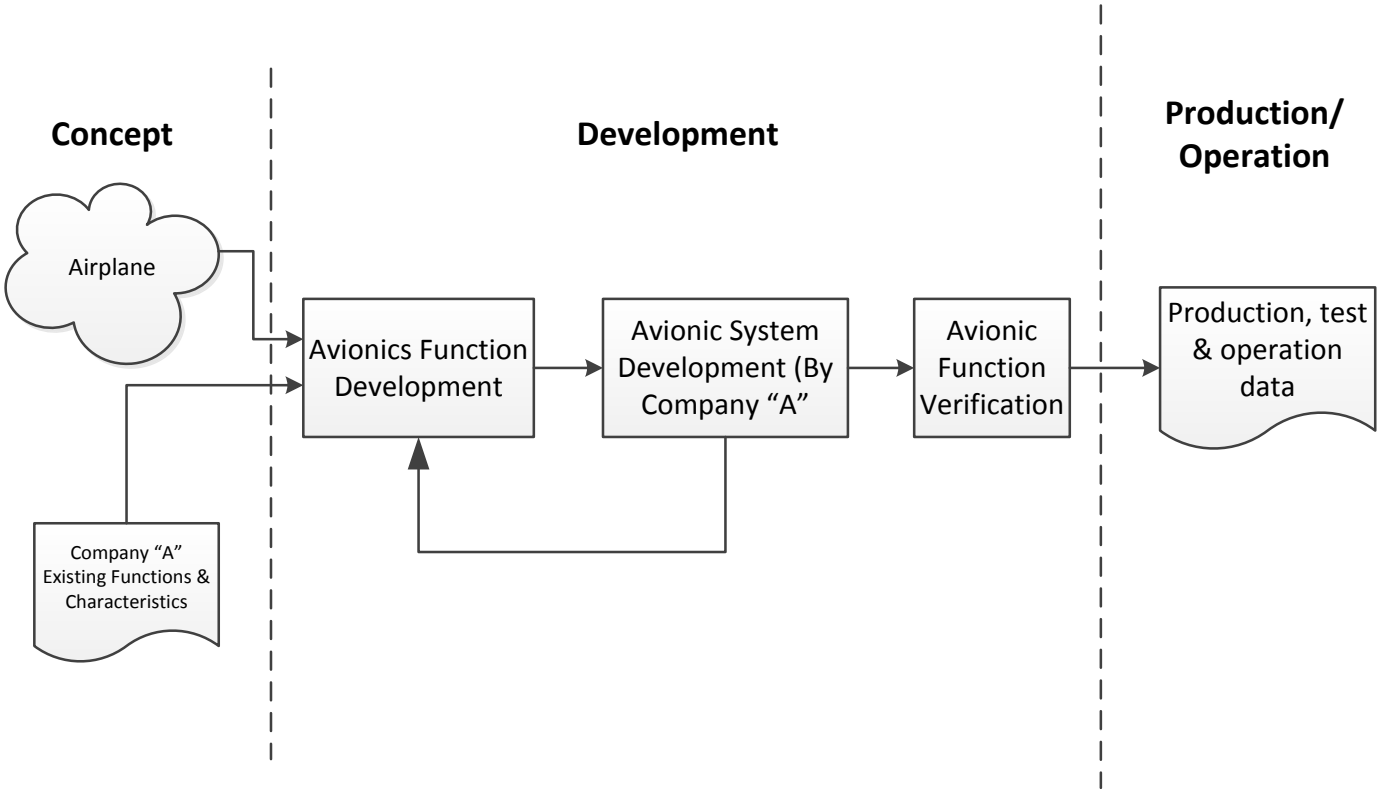 Concept
Development
Production/
Operation
Airplane
Avionics Function
Development
Avionic System
Development (By
Company “A”
Avionic
Function
Verification
Production, test
& operation
data
Company “A”
Existing Functions &
Characteristics